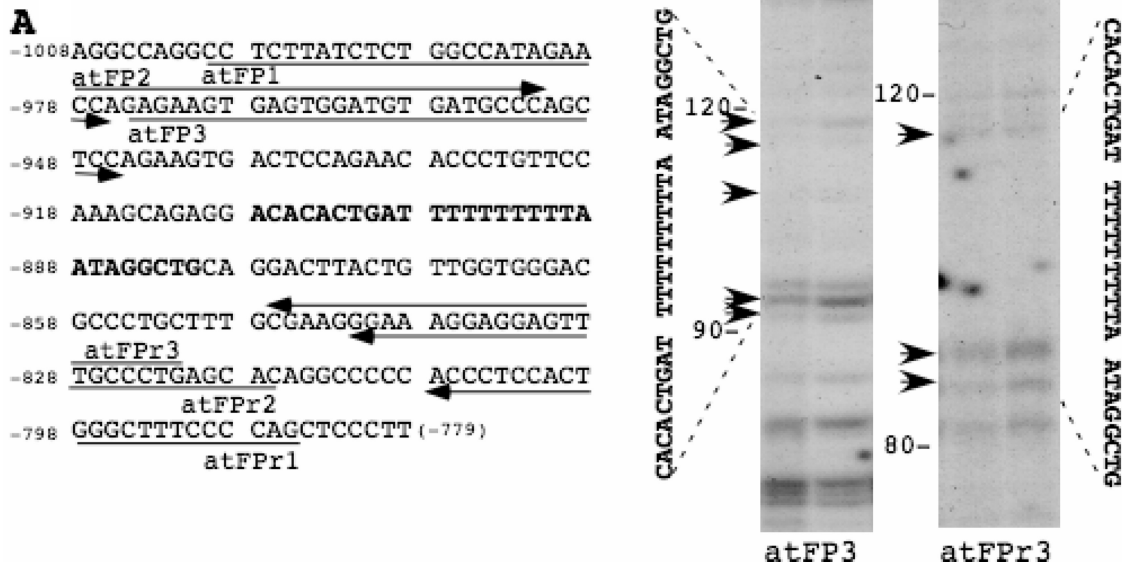 A
-1008 AGGCCAGGCC TCTTATCTCT GGCCATAGAA
atFP2 atFP1
-978 CCAGAGAAGT GAGTGGATGT GATGCCCAGC
atFP3
-948 TCCAGAAGTG ACTCCAGAAC ACCCTGTTCC
-918 AAAGCAGAGG ACACACTGAT TTTTTTTTTA
-888 ATAGGCTGCA GGACTTACTG TTGGTGGGAC
-858 GCCCTGCTTT GCGAAGGGAA AGGAGGAGTT
atFPr3
-828 TGCCCTGAGC ACAGGCCCCC ACCCTCCACT
atFPr2
-798 GGGCTTTCCC CAGCTCCCTT (-779)
atFPr1
CACACTGAT TTTTTTTTTTA ATAGGCTG
120-
90-
atFP3
120-
80-
atFPr3
CACACTGAT TTTTTTTTTTA ATAGGCTG